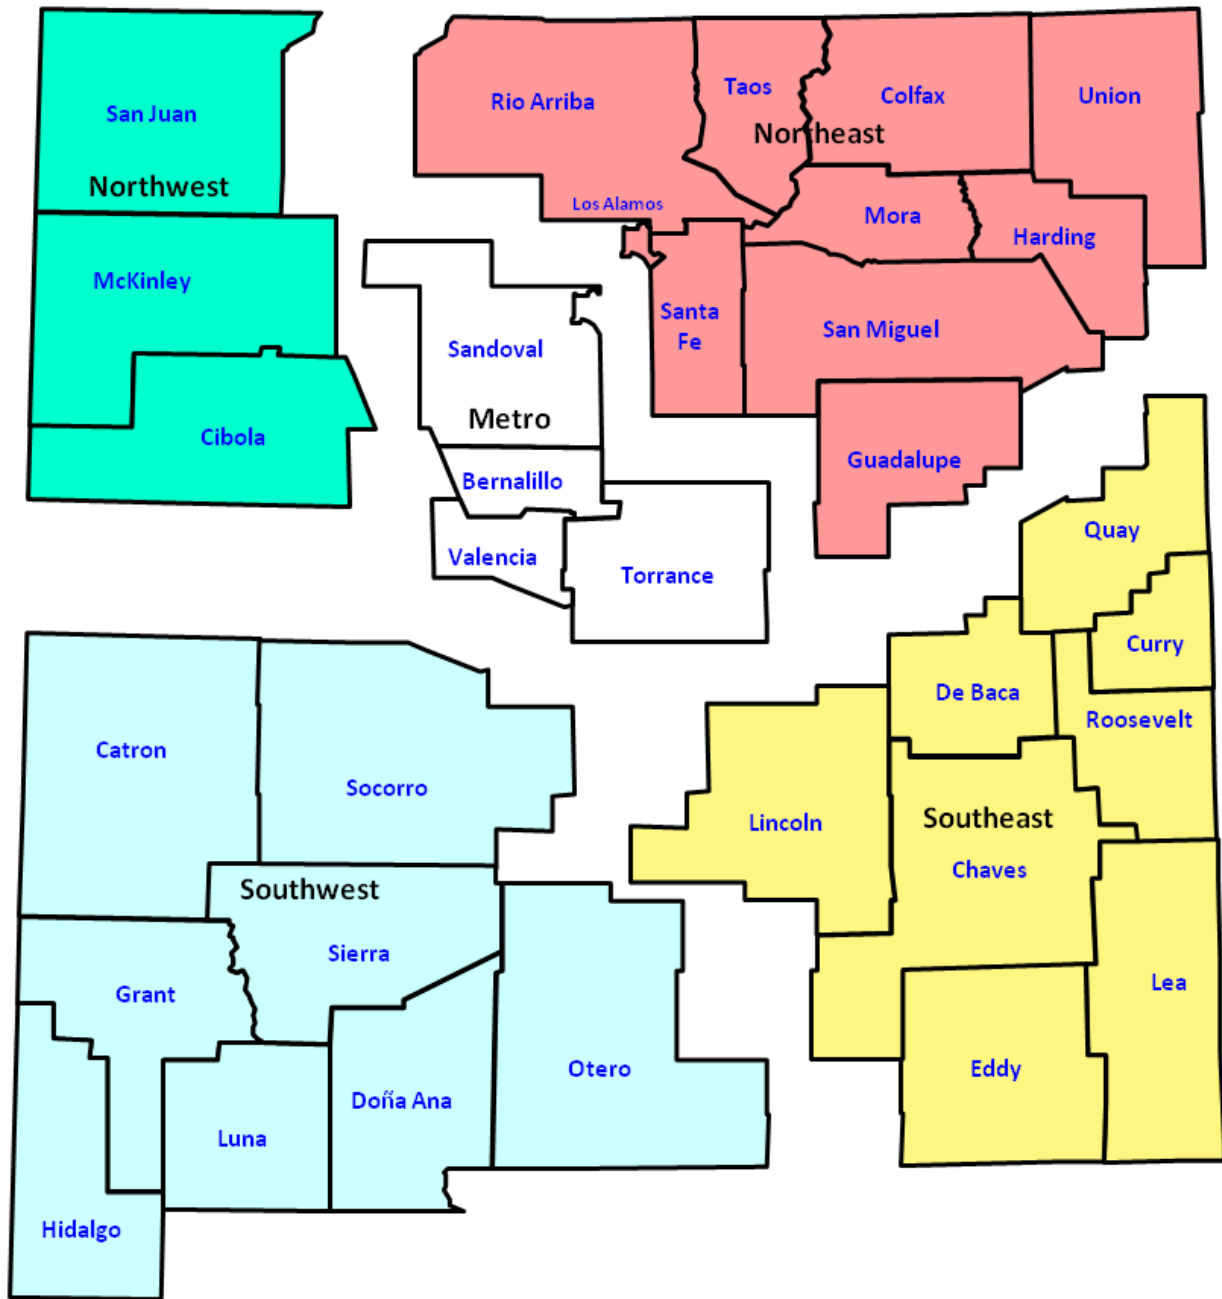 San Juan
Northwest
McKinley
Cibola
Rio Arriba
Taos
Colfax
Union
Northeast
Los Alamos
Mora
Harding
Santa
Fe
San Miguel
Guadalupe
Sandoval
Metro
Bernalillo
Valencia
Torrance
Quay
Curry
De Baca
Roosevelt
Lincoln
Southeast
Chaves
Lea
Eddy
Catron
Socorro
Southwest
Sierra
Grant
Otero
Doña Ana
Luna
Hidalgo